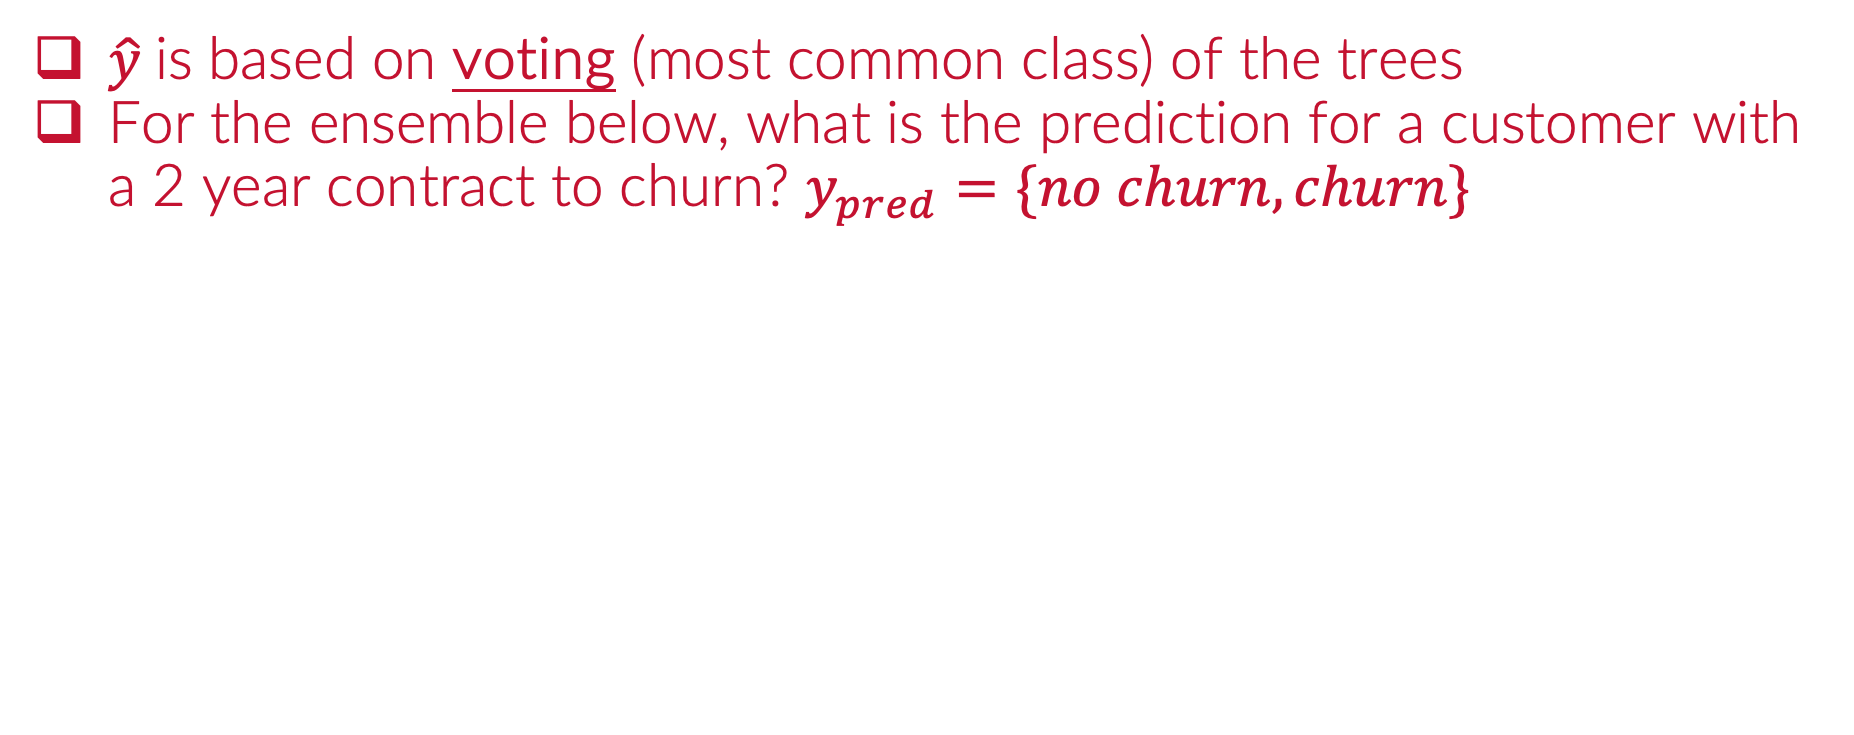 ❑ ŷ is based on voting (most common class) of the trees
❑ For the ensemble below, what is the prediction for a customer with
a 2 year contract to churn? y_pred = {no churn, churn}